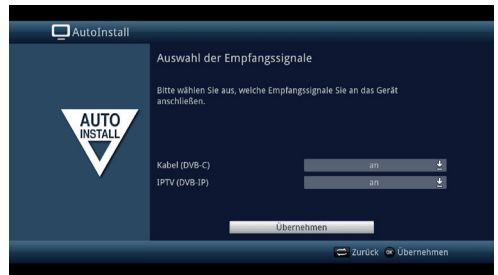 AutoInstall
Auswahl der Empfangssignale
Bitte wählen Sie aus, welche Empfangssignale Sie an das Gerät
anschließen.
AUTO
INSTALL
Kabel (DVB-C) an
IPTV (DVB-IP) an
Übernehmen
Zurück OK Übernehmen